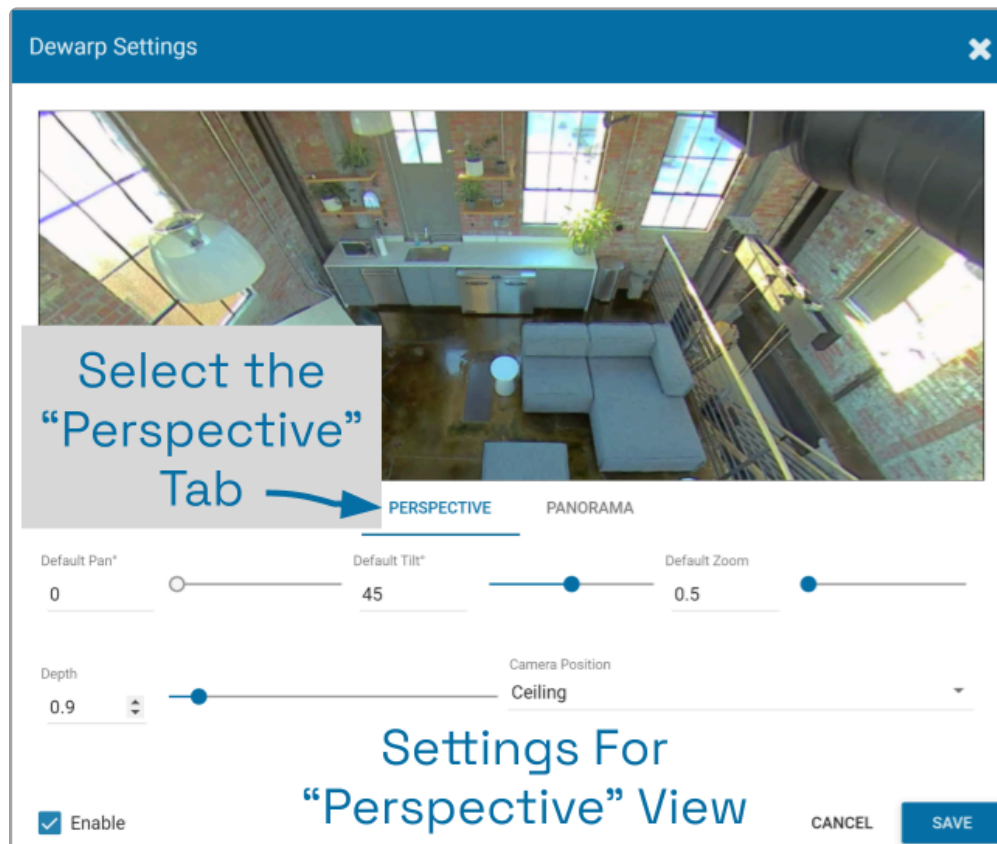 Dewarp Settings
Select the
“Perspective”
Tab
PERSPECTIVE PANORAMA
Default Pan° Default Tilt° Default Zoom
0 45 0.5
Depth Camera Position
0.9 Ceiling
Settings For
“Perspective” View
Enable CANCEL SAVE